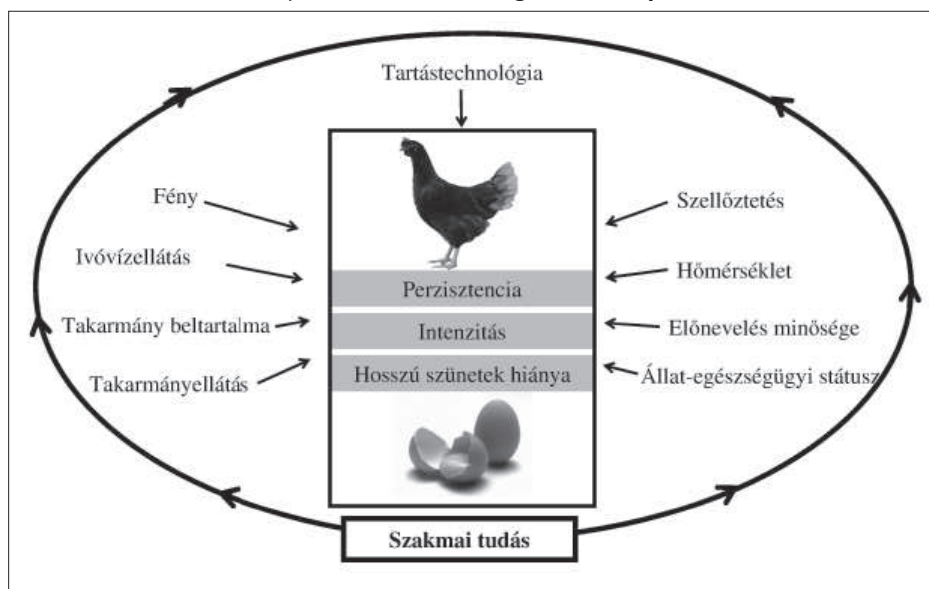 Tartástechnológia
Fény
Ivóvízellátás
Takarmány beltartalma
Takarmányellátás
Perzisztencia
Intenzitás
Hosszú szünetek hiánya
Szellőztetés
Hőmérséklet
Előnevelés minősége
Állat-egészségügyi státusz
Szakmai tudás